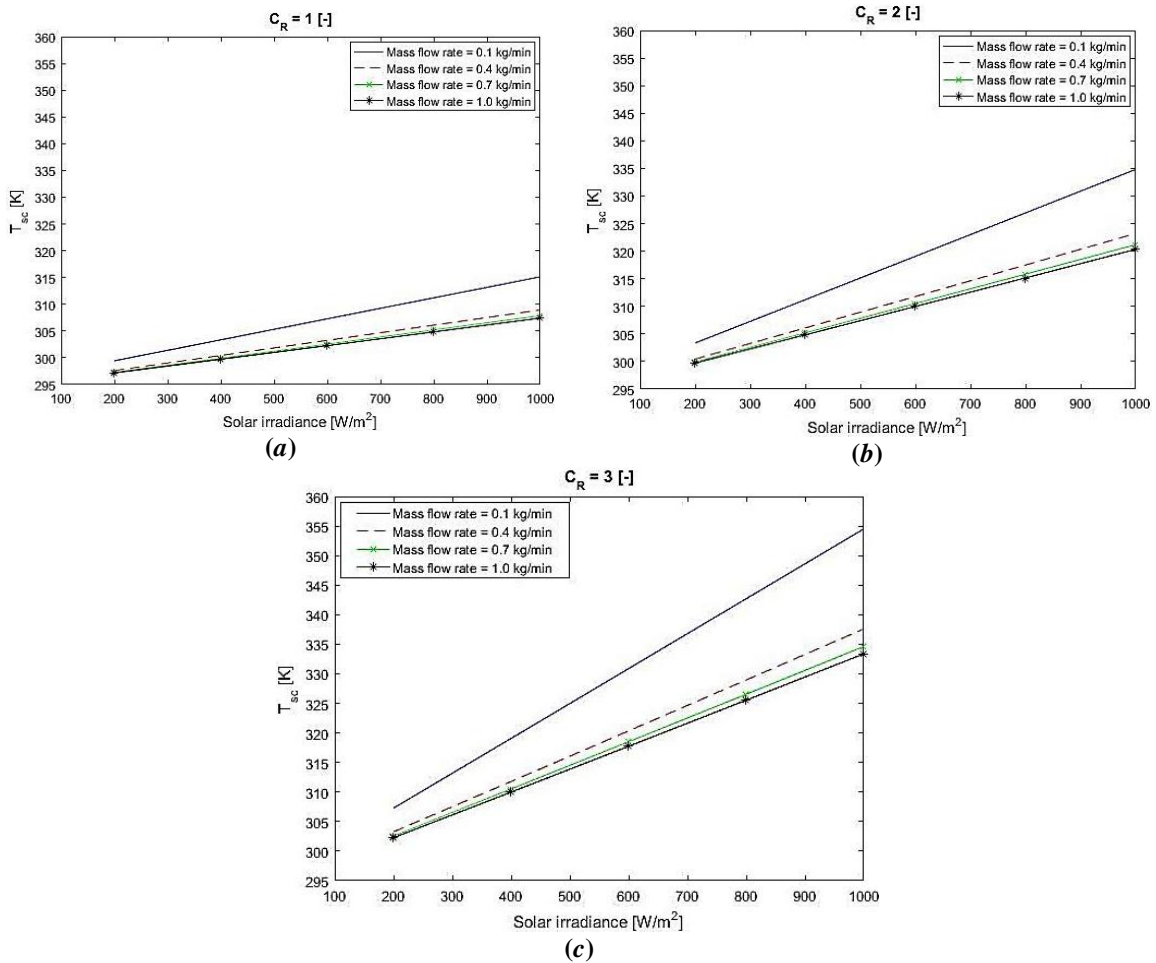 C_R = 1 [-]
360
355
350
345
340
335
330
325
320
315
310
305
300
295
T_sc [K]
Mass flow rate = 0.1 kg/min
Mass flow rate = 0.4 kg/min
Mass flow rate = 0.7 kg/min
Mass flow rate = 1.0 kg/min
100 200 300 400 500 600 700 800 900 1000
Solar irradiance [W/m²]
(a)
C_R = 2 [-]
360
355
350
345
340
335
330
325
320
315
310
305
300
295
T_sc [K]
Mass flow rate = 0.1 kg/min
Mass flow rate = 0.4 kg/min
Mass flow rate = 0.7 kg/min
Mass flow rate = 1.0 kg/min
100 200 300 400 500 600 700 800 900 1000
Solar irradiance [W/m²]
(b)
C_R = 3 [-]
360
355
350
345
340
335
330
325
320
315
310
305
300
295
T_sc [K]
Mass flow rate = 0.1 kg/min
Mass flow rate = 0.4 kg/min
Mass flow rate = 0.7 kg/min
Mass flow rate = 1.0 kg/min
100 200 300 400 500 600 700 800 900 1000
Solar irradiance [W/m²]
(c)